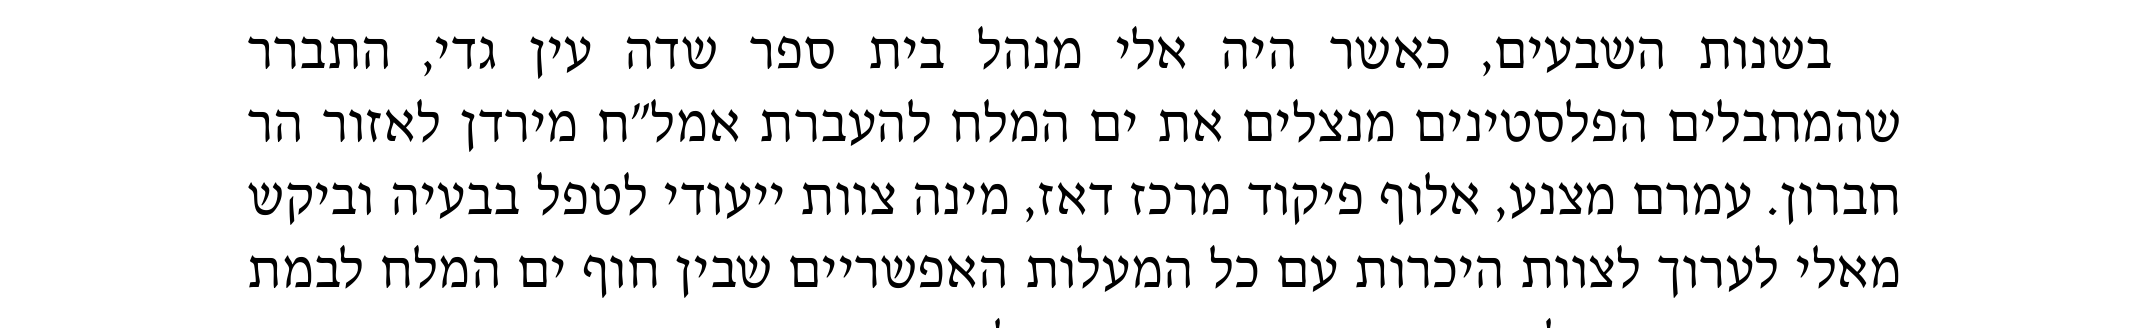 בשנות השבעים, כאשר היה אלי מנהל בית ספר שדה עין גדי, התברר
שהמחבלים הפלסטינים מנצלים את ים המלח להעברת אמל״ח מירדן לאזור הר
חברון. עמרם מצנע, אלוף פיקוד מרכז דאז, מינה צוות ייעודי לטפל בבעיה וביקש
מאלי לערוך לצוות היכרות עם כל המעלות האפשריים שבין חוף ים המלח לבמת